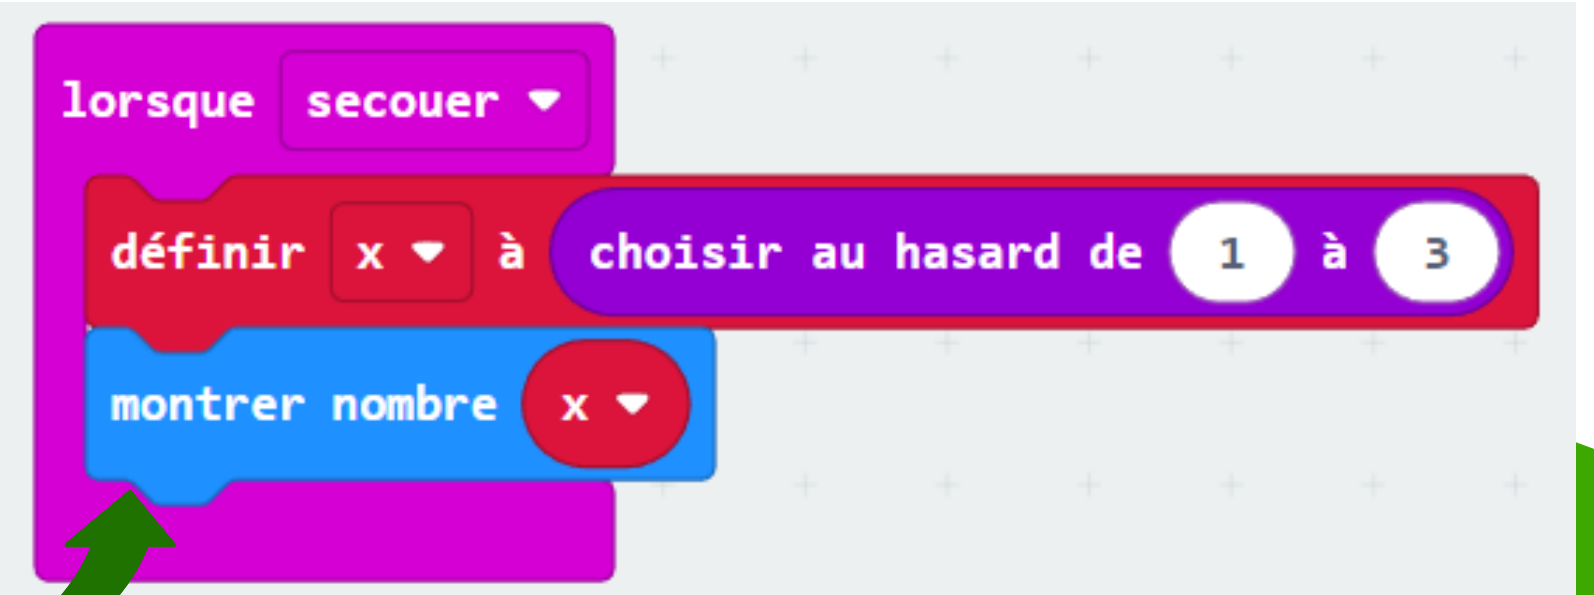 lorsque secouer
définir x à choisir au hasard de 1 à 3
montrer nombre x